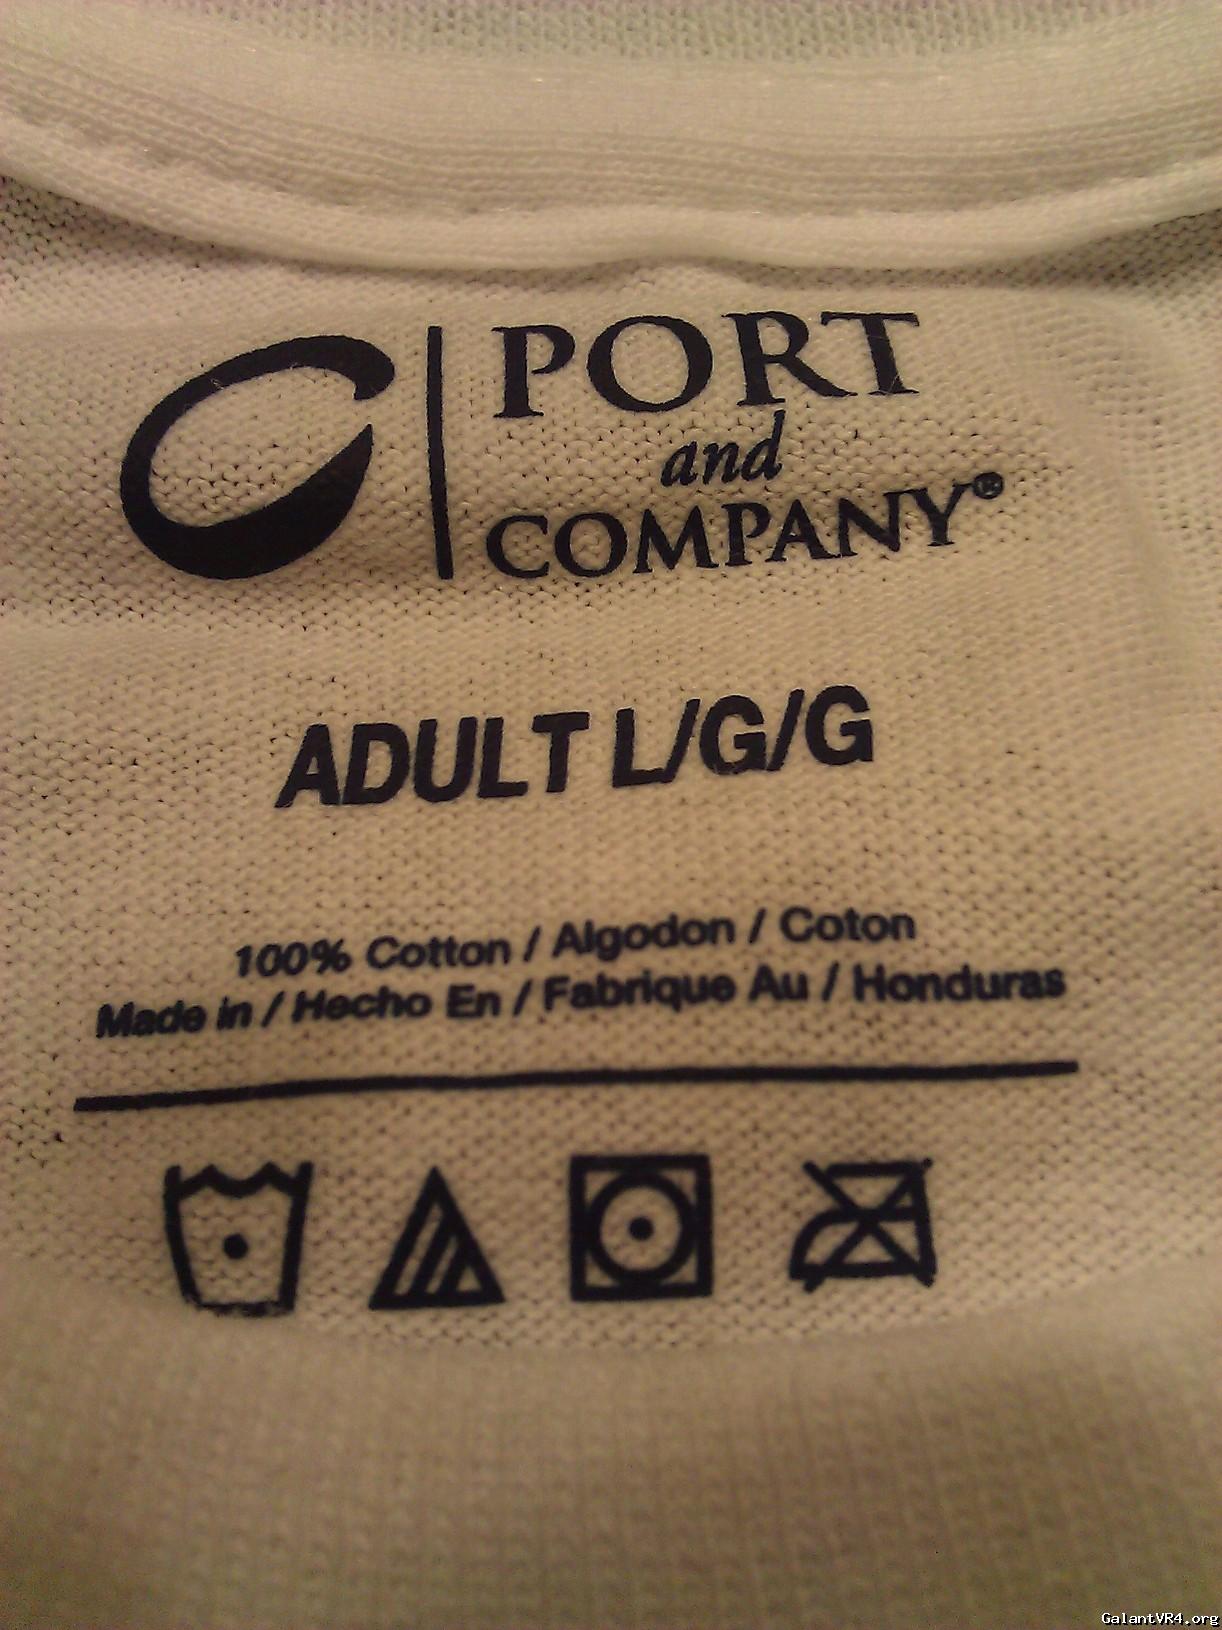 PORT
and
COMPANY®
ADULT L/G/G
100% Cotton / Algodon / Coton
Made in / Hecho En / Fabrique Au / Honduras
GalantVR4.org